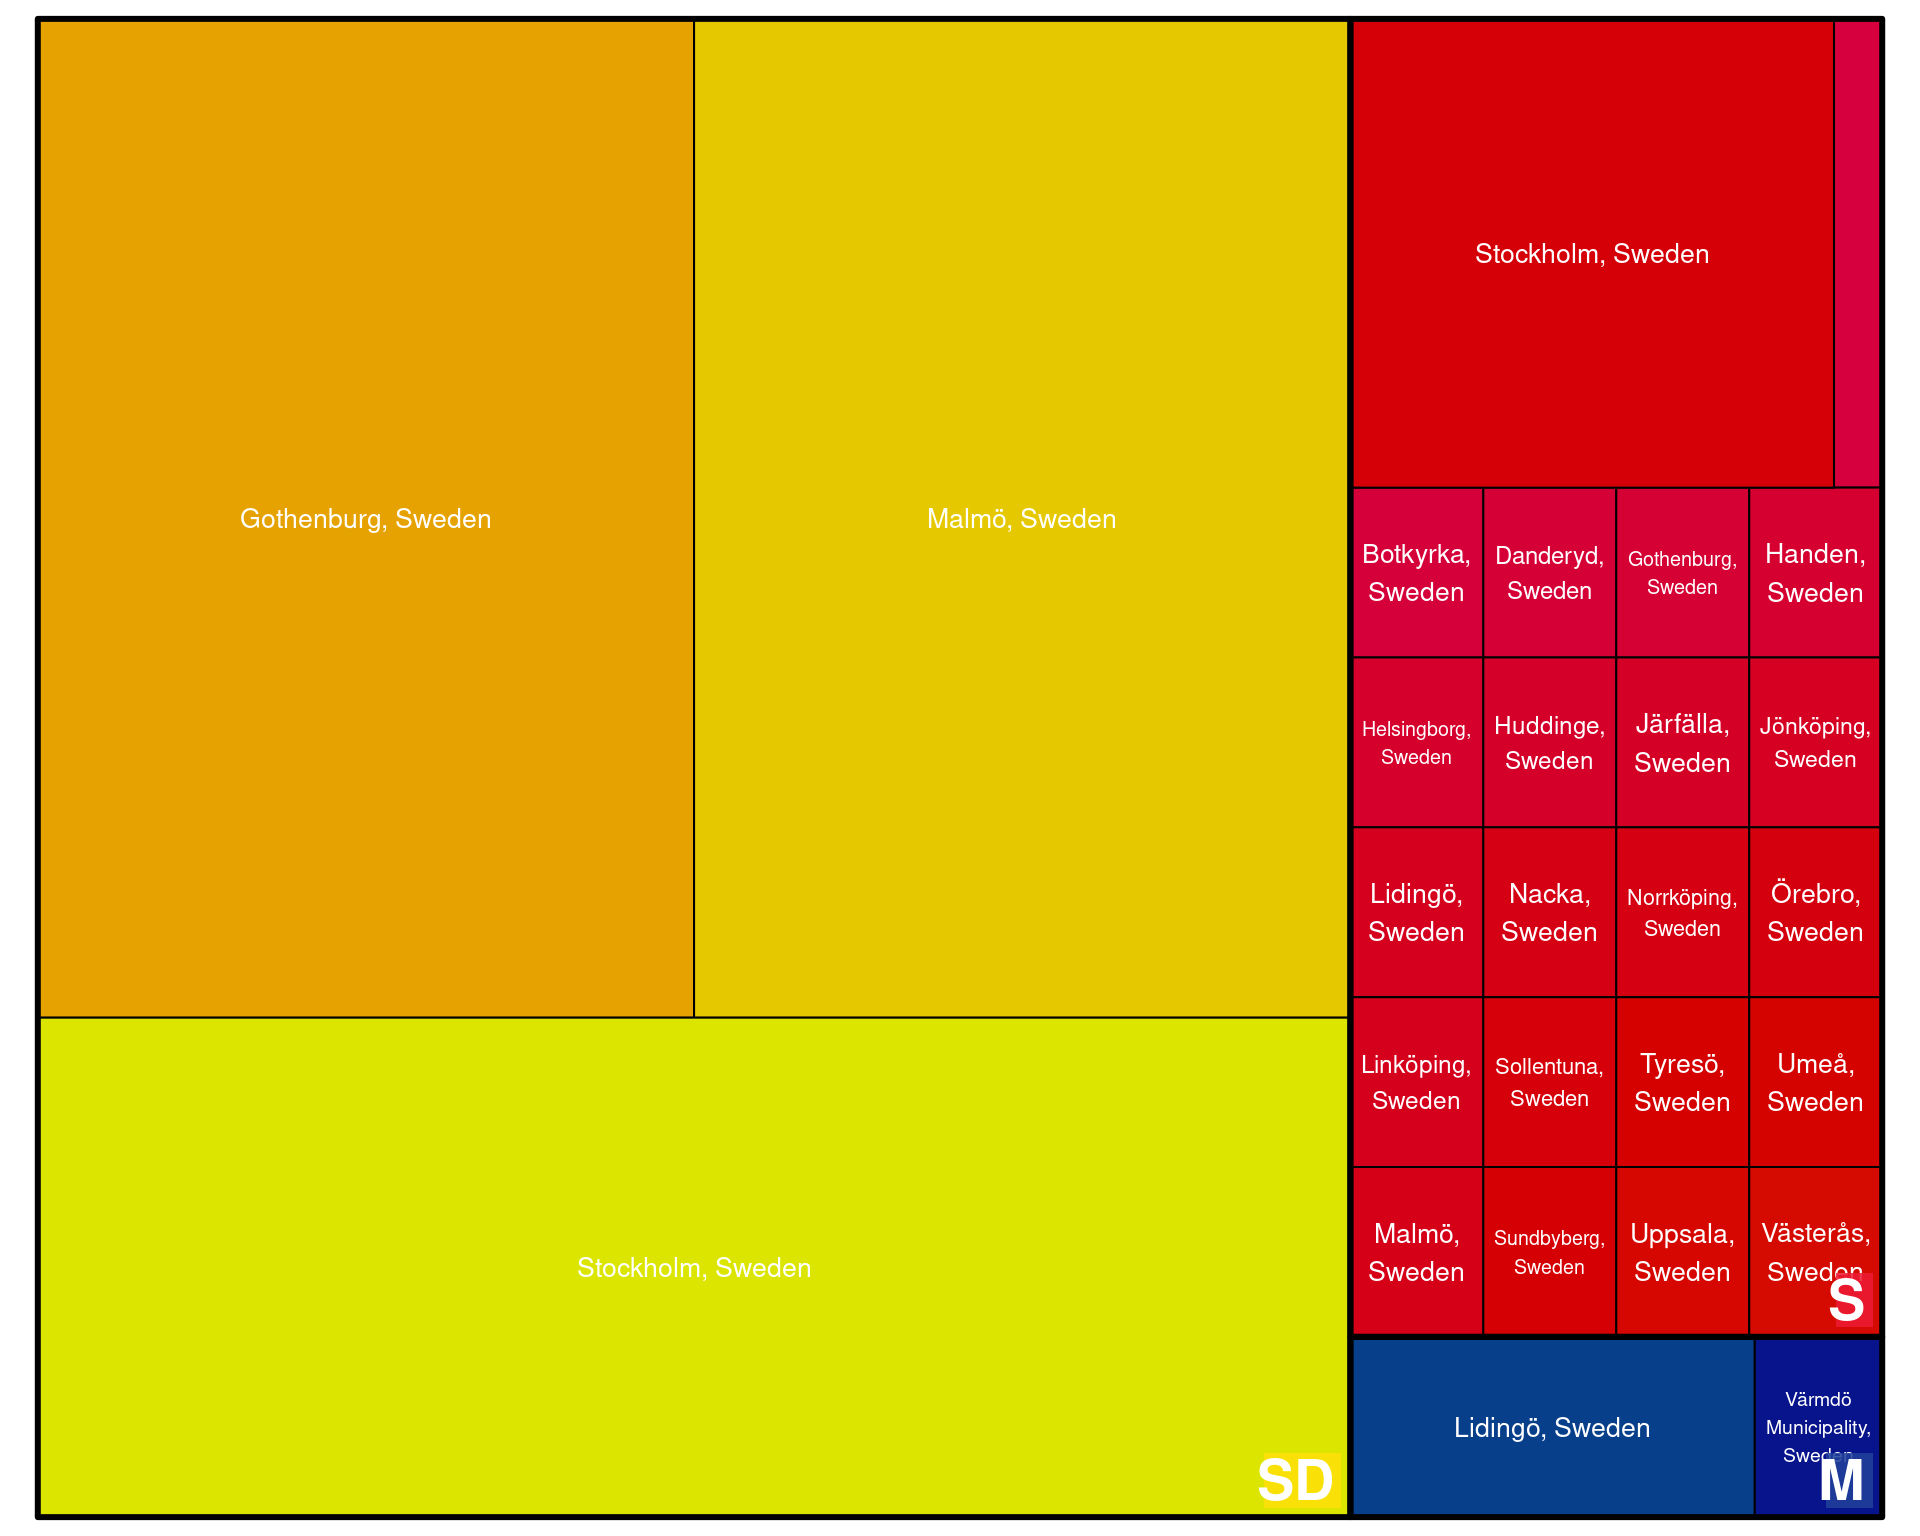 Gothenburg, Sweden
Malmö, Sweden
Stockholm, Sweden
SD
Stockholm, Sweden
Botkyrka,
Sweden
Danderyd,
Sweden
Gothenburg,
Sweden
Handen,
Sweden
Helsingborg,
Sweden
Huddinge,
Sweden
Järfälla,
Sweden
Jönköping,
Sweden
Lidingö,
Sweden
Nacka,
Sweden
Norrköping,
Sweden
Örebro,
Sweden
Linköping,
Sweden
Sollentuna,
Sweden
Tyresö,
Sweden
Umeå,
Sweden
Malmö,
Sweden
Sundbyberg,
Sweden
Uppsala,
Sweden
Västerås,
Sweden
S
Lidingö, Sweden
Värmdö
Municipality,
Sweden
M